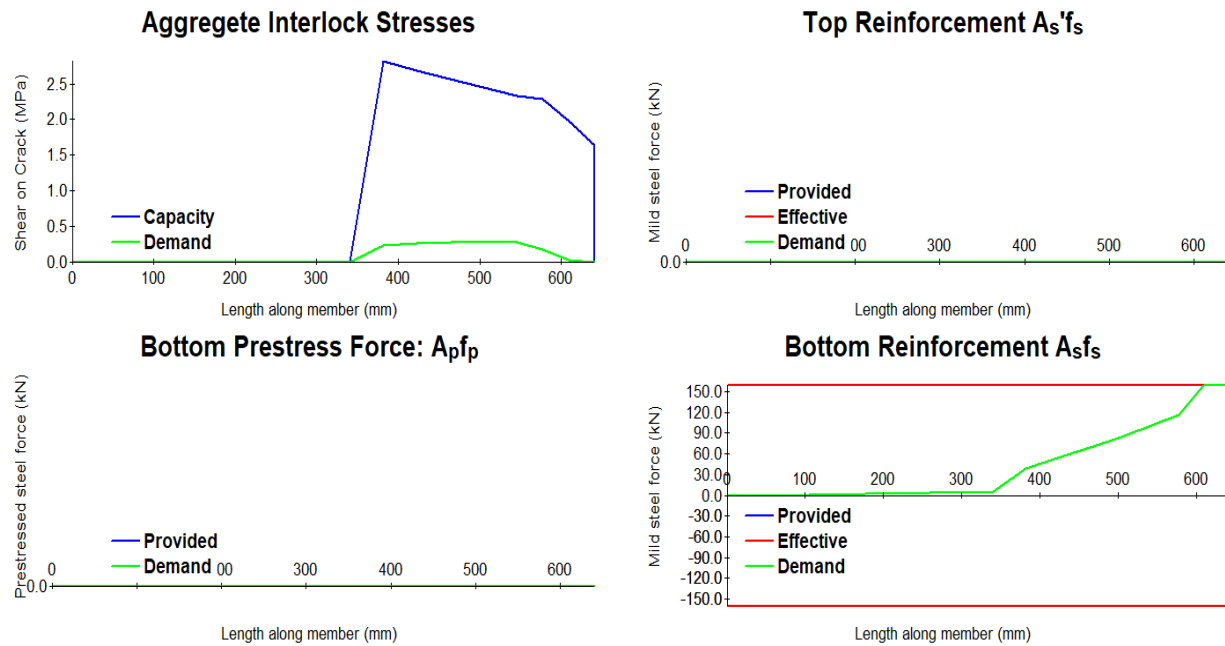 Aggregate Interlock Stresses
Shear on Crack (MPa)
2.5
2.0
1.5
1.0
0.5
0.0
Capacity
Demand
0 100 200 300 400 500 600
Length along member (mm)
Top Reinforcement As'fs
Mild steel force (kN)
Provided
Effective
Demand
0 00 300 400 500 600
0.0
Length along member (mm)
Bottom Prestress Force: Apfp
Prestressed steel force (kN)
Provided
Demand
0 00 300 400 500 600
0.0
Length along member (mm)
Bottom Reinforcement Asfs
Mild steel force (kN)
150.0
120.0
90.0
60.0
30.0
0 100 200 300 400 500 600
0.0
-30.0
-60.0
-90.0
-120.0
-150.0
Provided
Effective
Demand
Length along member (mm)